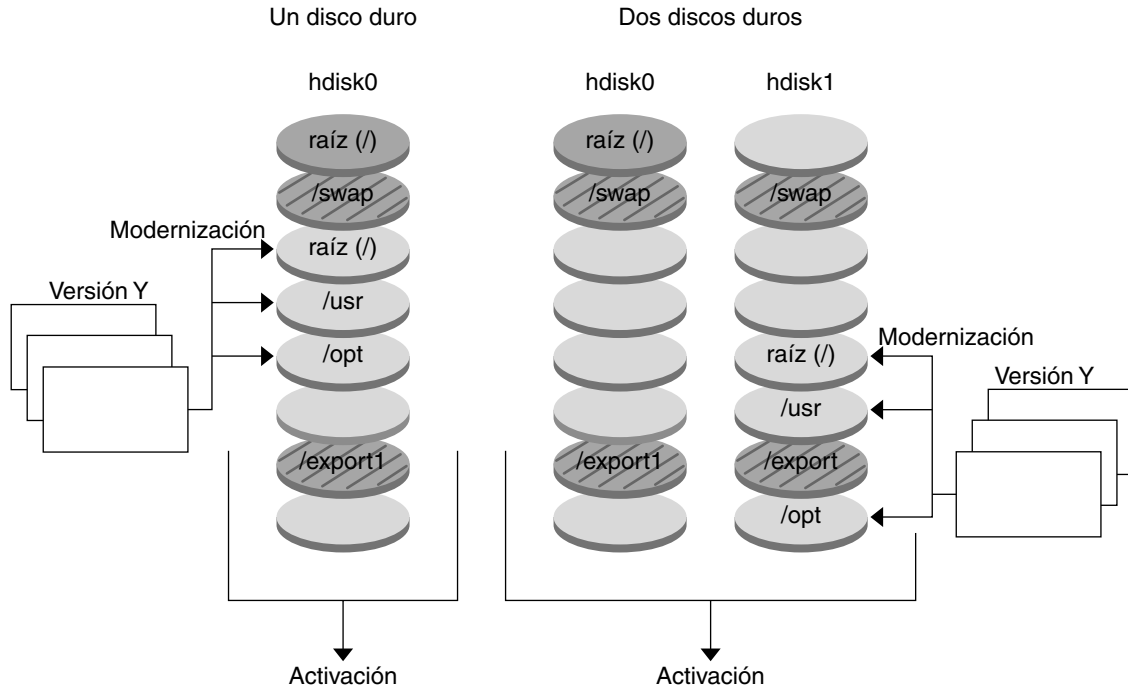 Un disco duro
Dos discos duros
hdisk0
hdisk0
hdisk1
raíz (/)
raíz (/)
/swap
/swap
/swap
Modernización
raíz (/)
Versión Y
/usr
/opt
Modernización
raíz (/)
Versión Y
/usr
/export1
/export1
/export
/opt
Activación
Activación